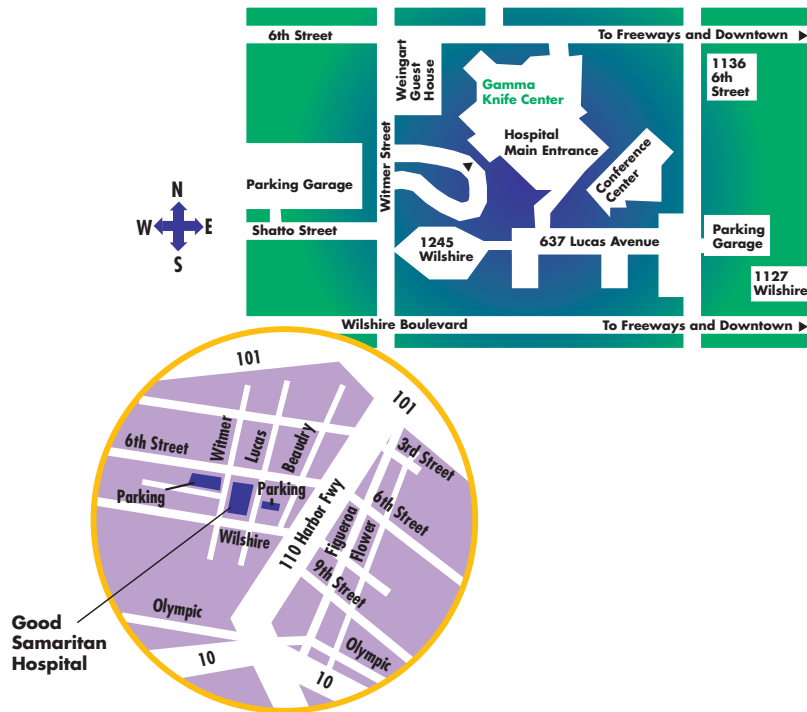 6th Street
To Freeways and Downtown
Weingart
Guest
House
1136
6th
Street
Gamma
Knife Center
Hospital
Main Entrance
Conference
Center
Witmer Street
Parking Garage
N
W E
S
Shatto Street
1245
Wilshire
637 Lucas Avenue
Parking
Garage
1127
Wilshire
Wilshire Boulevard
To Freeways and Downtown
101
101
Witmer
Lucas
Beaudry
6th Street
3rd Street
Parking
Parking
6th Street
Wilshire
110 Harbor Fwy
Figueroa
Flower
9th Street
Good
Samaritan
Hospital
Olympic
Olympic
10
10